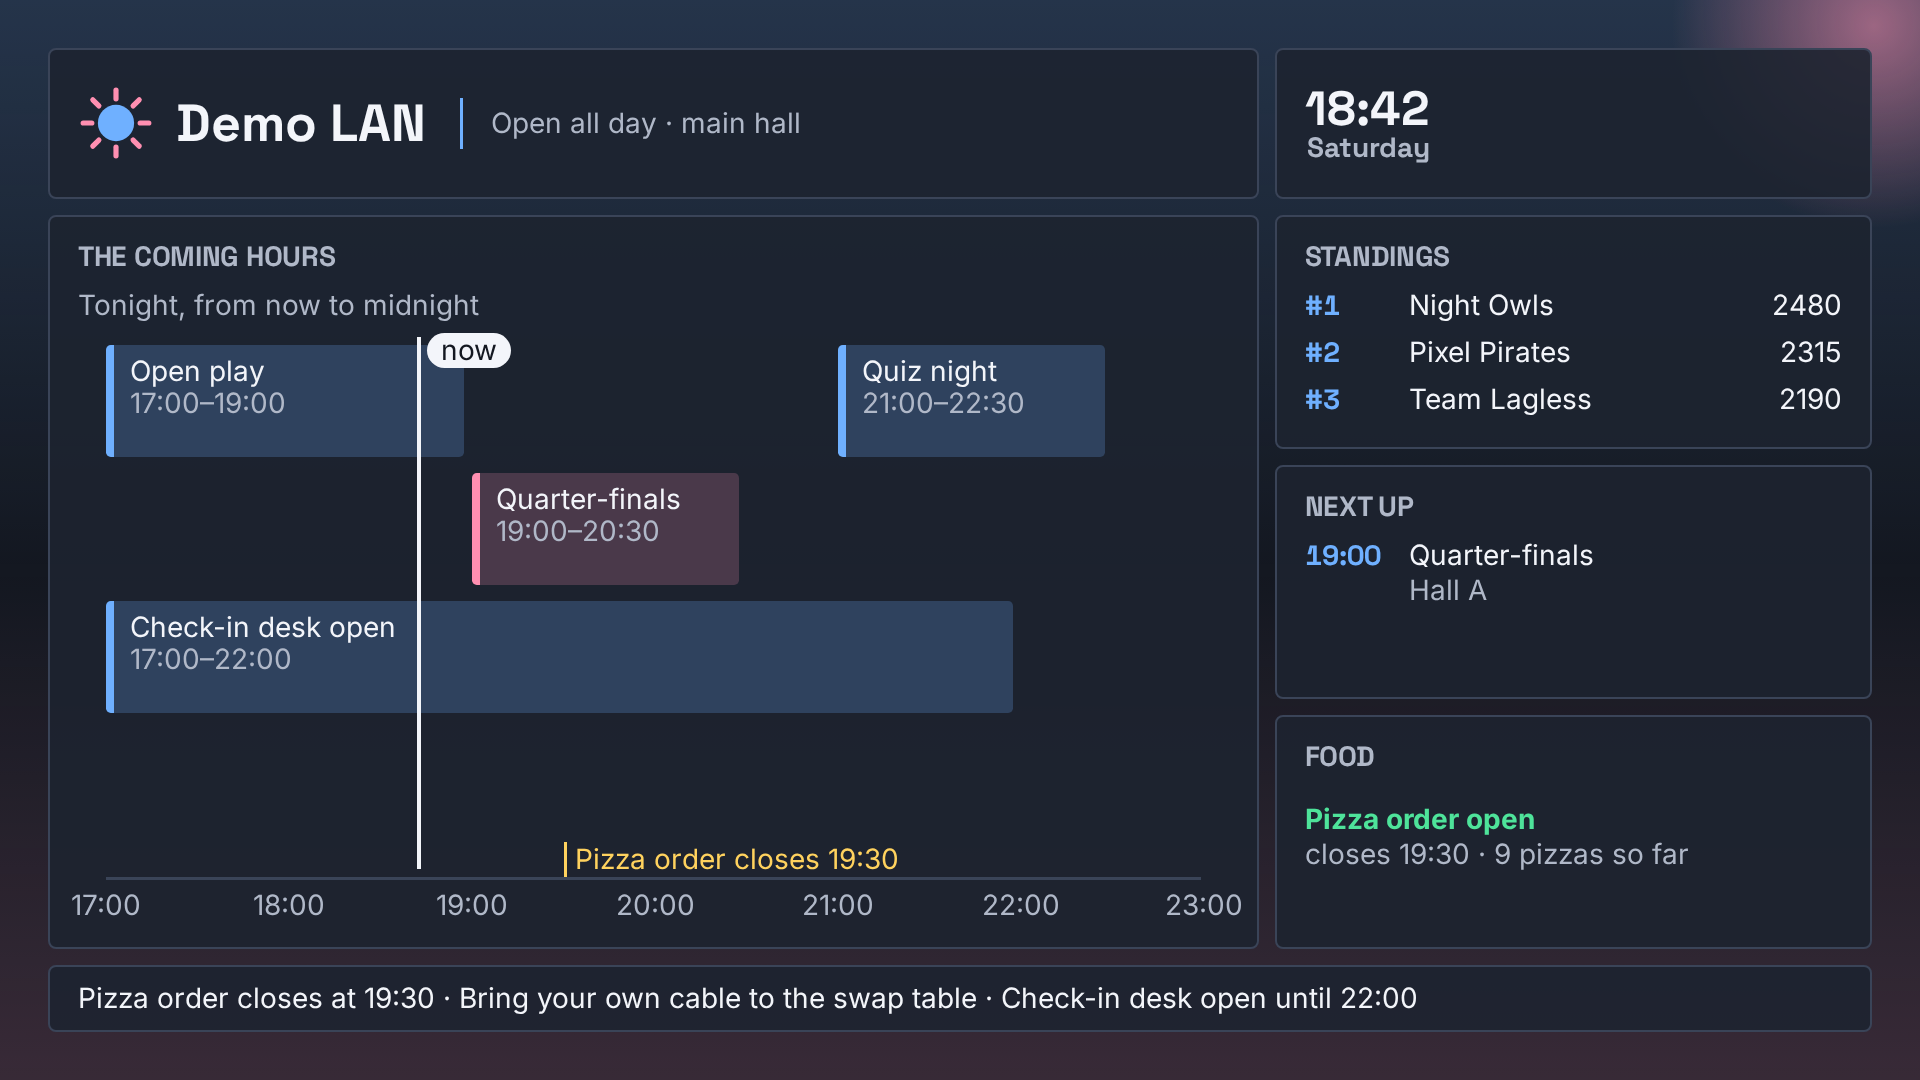 Demo LAN
Open all day · main hall
18:42
Saturday
THE COMING HOURS
Tonight, from now to midnight
now
Open play
17:00–19:00
Quiz night
21:00–22:30
Quarter-finals
19:00–20:30
Check-in desk open
17:00–22:00
Pizza order closes 19:30
17:00 18:00 19:00 20:00 21:00 22:00 23:00
STANDINGS
#1 Night Owls 2480
#2 Pixel Pirates 2315
#3 Team Lagless 2190
NEXT UP
19:00 Quarter-finals
Hall A
FOOD
Pizza order open
closes 19:30 · 9 pizzas so far
Pizza order closes at 19:30 · Bring your own cable to the swap table · Check-in desk open until 22:00